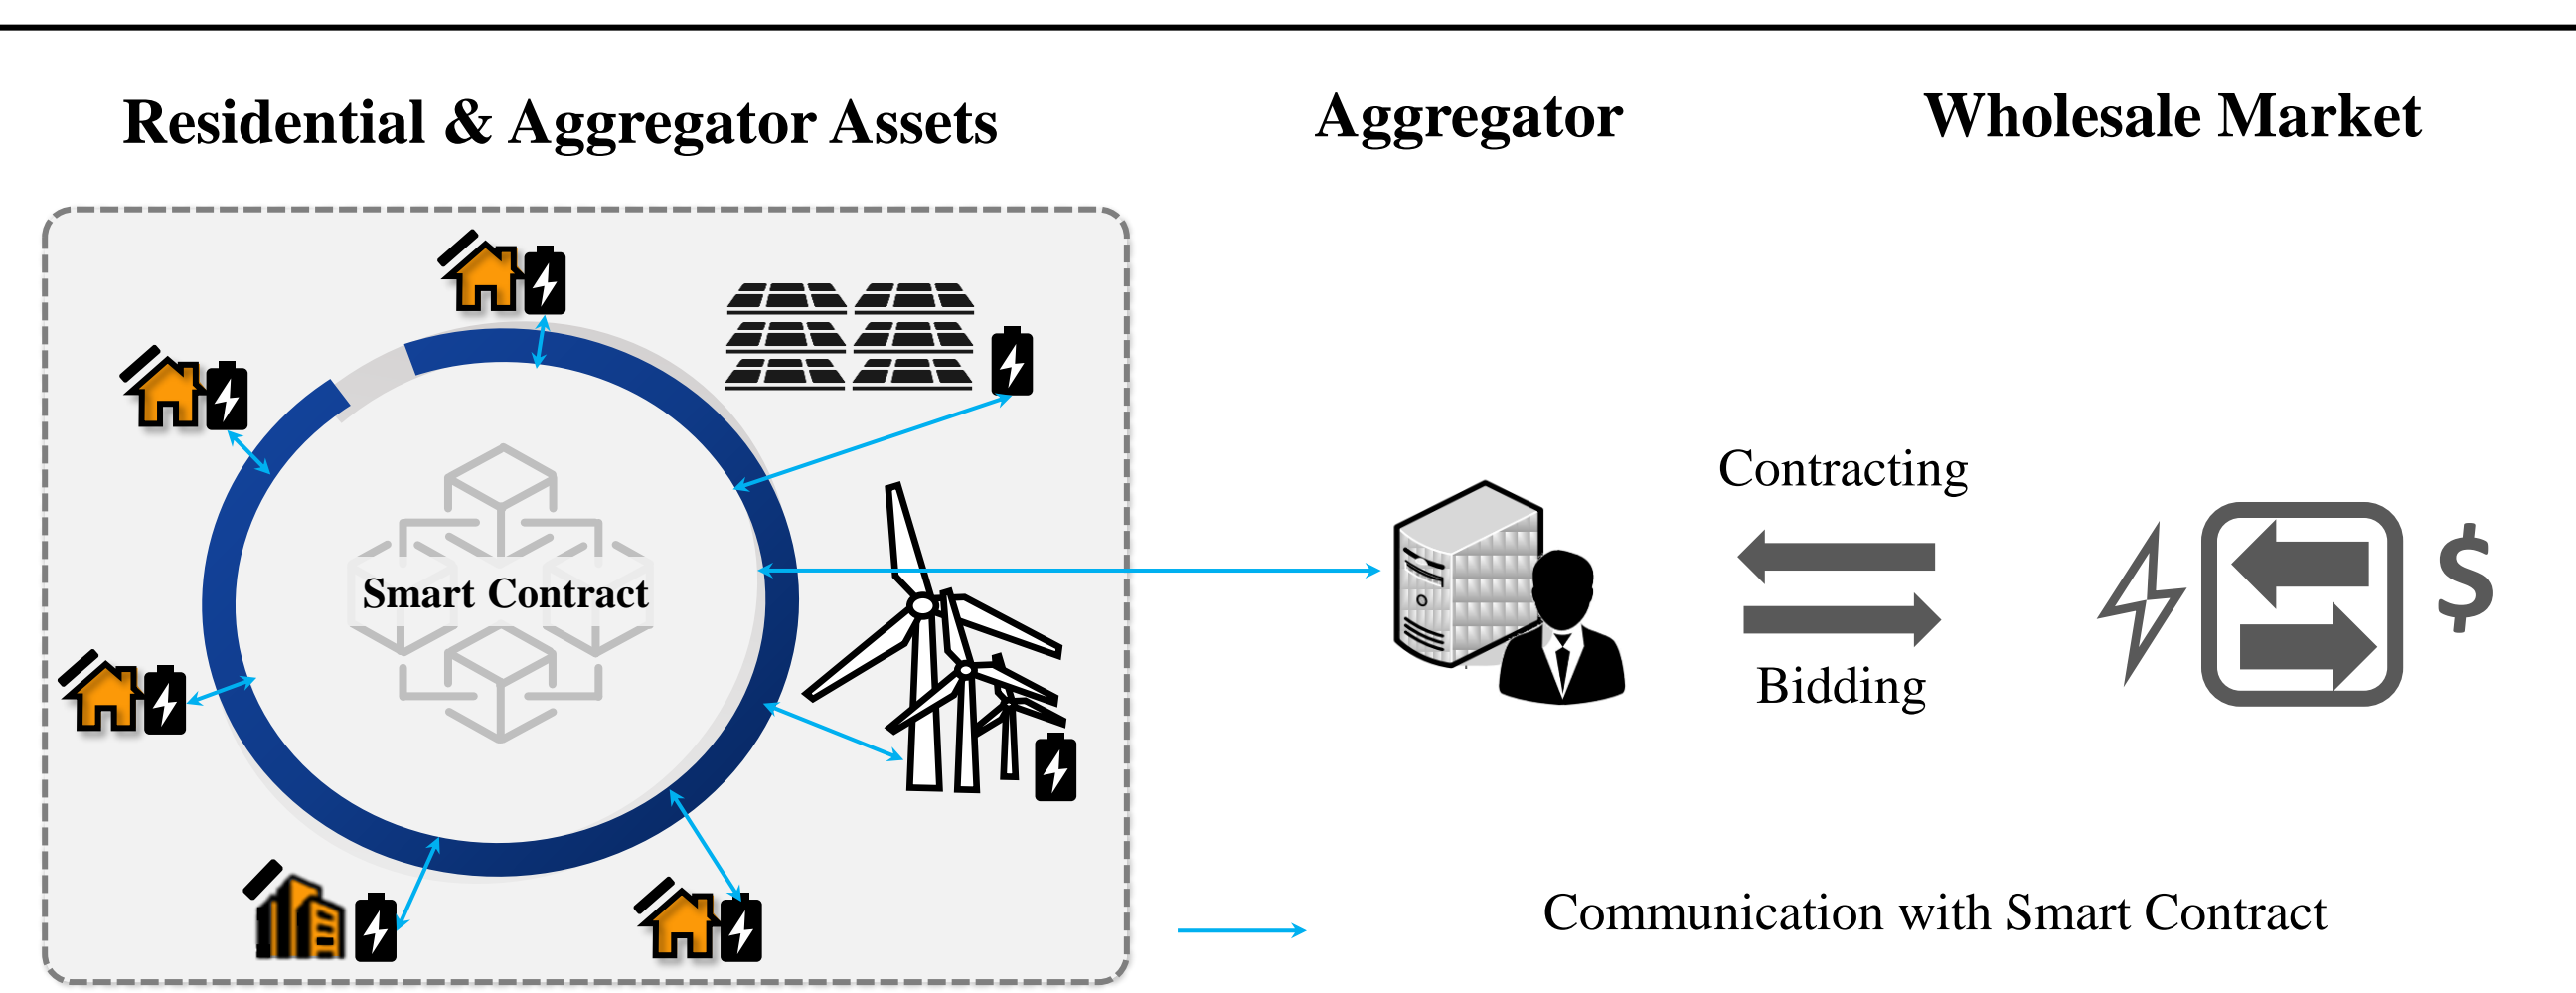 Residential & Aggregator Assets
Aggregator
Wholesale Market
Smart Contract
Contracting
Bidding
$
Communication with Smart Contract